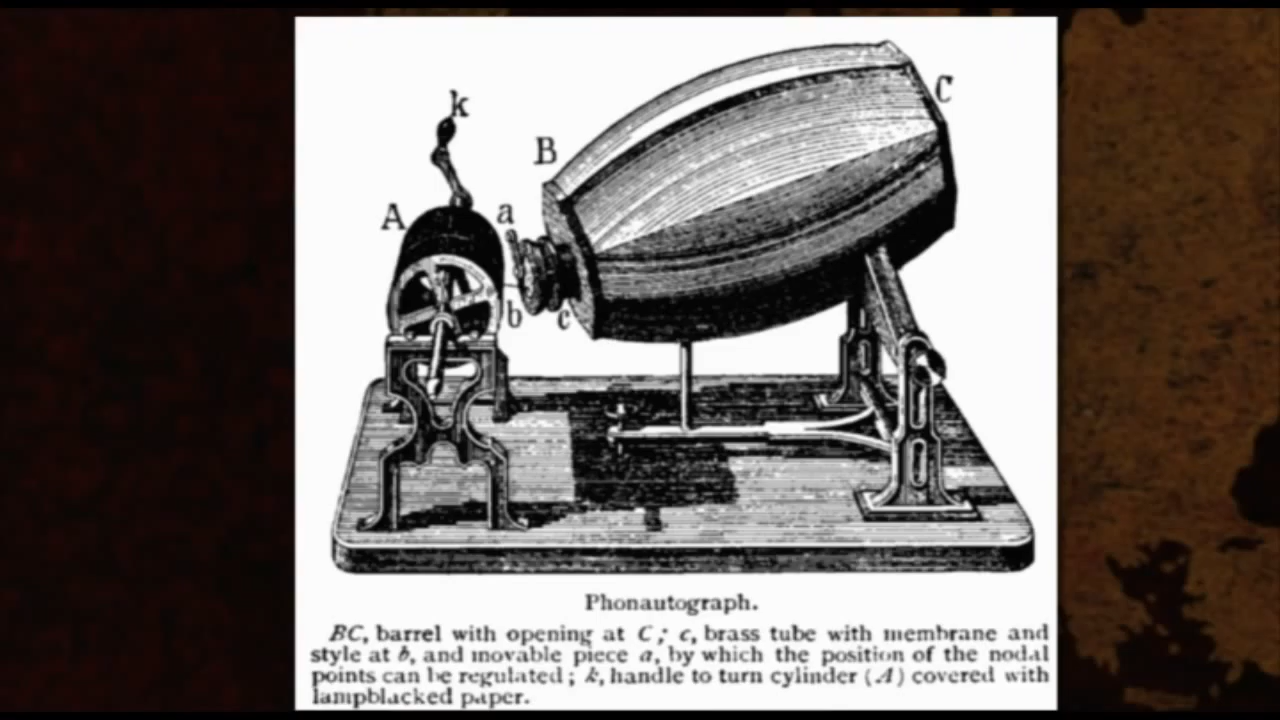 k
C
B
A
a
b
c
Phonautograph.
BC, barrel with opening at C; c, brass tube with membrane and
style at b, and movable piece a, by which the position of the nodal
points can be regulated; k, handle to turn cylinder (A) covered with
lampblacked paper.